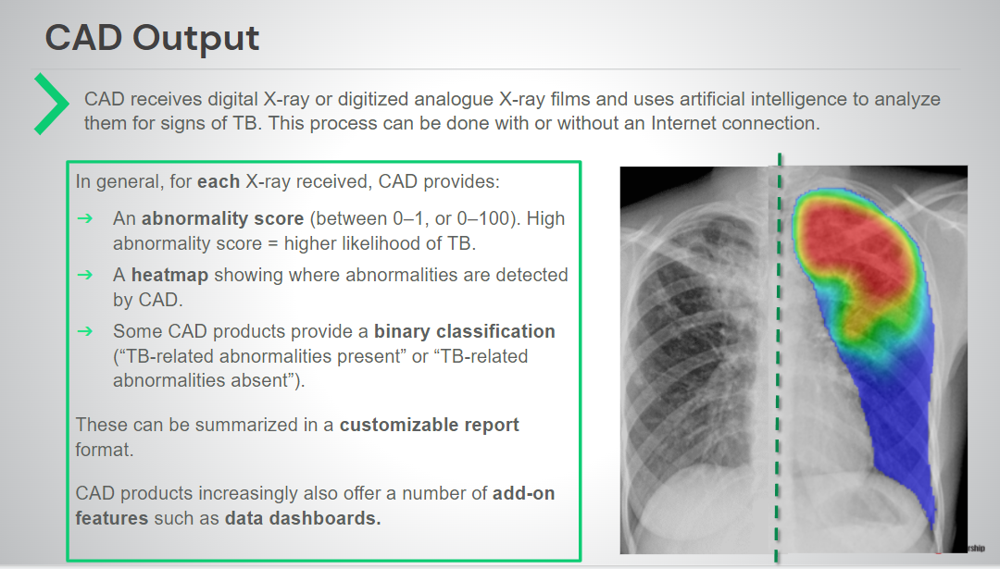 CAD Output
CAD receives digital X-ray or digitized analogue X-ray films and uses artificial intelligence to analyze
them for signs of TB. This process can be done with or without an Internet connection.
In general, for each X-ray received, CAD provides:
➔ An abnormality score (between 0–1, or 0–100). High
abnormality score = higher likelihood of TB.
➔ A heatmap showing where abnormalities are detected
by CAD.
➔ Some CAD products provide a binary classification
(“TB-related abnormalities present” or “TB-related
abnormalities absent”).
These can be summarized in a customizable report
format.
CAD products increasingly also offer a number of add-on
features such as data dashboards.